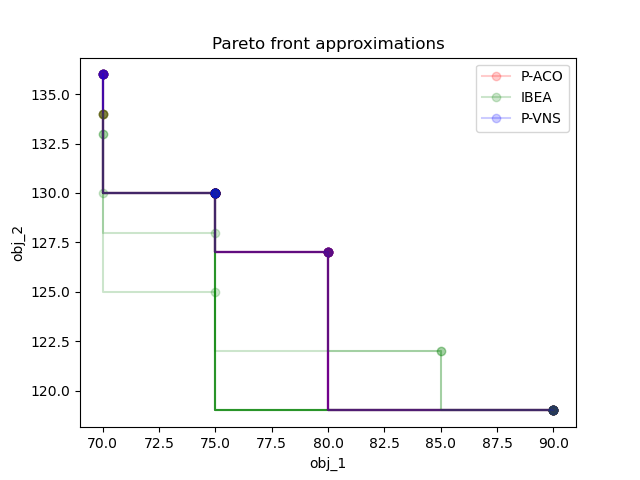 Pareto front approximations
P-ACO
IBEA
P-VNS
135.0
132.5
130.0
127.5
125.0
122.5
120.0
obj_2
70.0 72.5 75.0 77.5 80.0 82.5 85.0 87.5 90.0
obj_1